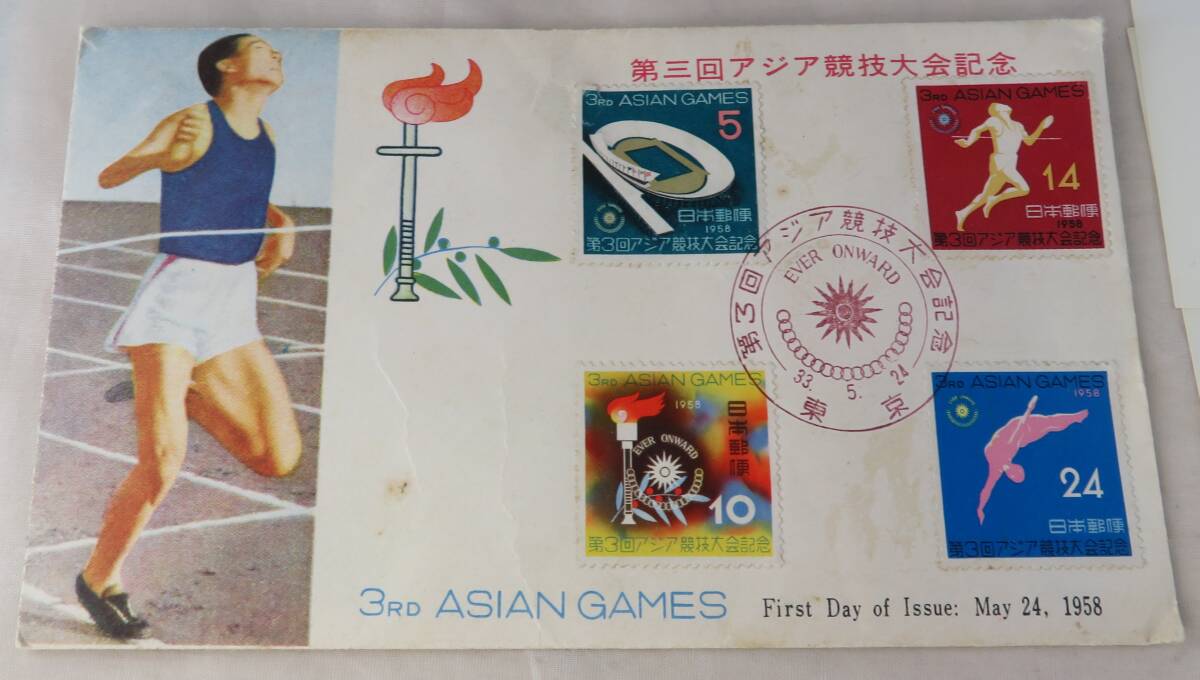 第三回アジア競技大会記念
3RD ASIAN GAMES
5
日本郵便
1958
第3回アジア競技大会記念
3RD ASIAN GAMES
14
日本郵便
1958
第3回アジア競技大会記念
第3回アジア競技大会記念
EVER ONWARD
33. 5. 24
東京
3RD ASIAN GAMES
1958
日本郵便
EVER ONWARD
10
第3回アジア競技大会記念
3RD ASIAN GAMES
1958
24
日本郵便
第3回アジア競技大会記念
3RD ASIAN GAMES
First Day of Issue: May 24, 1958